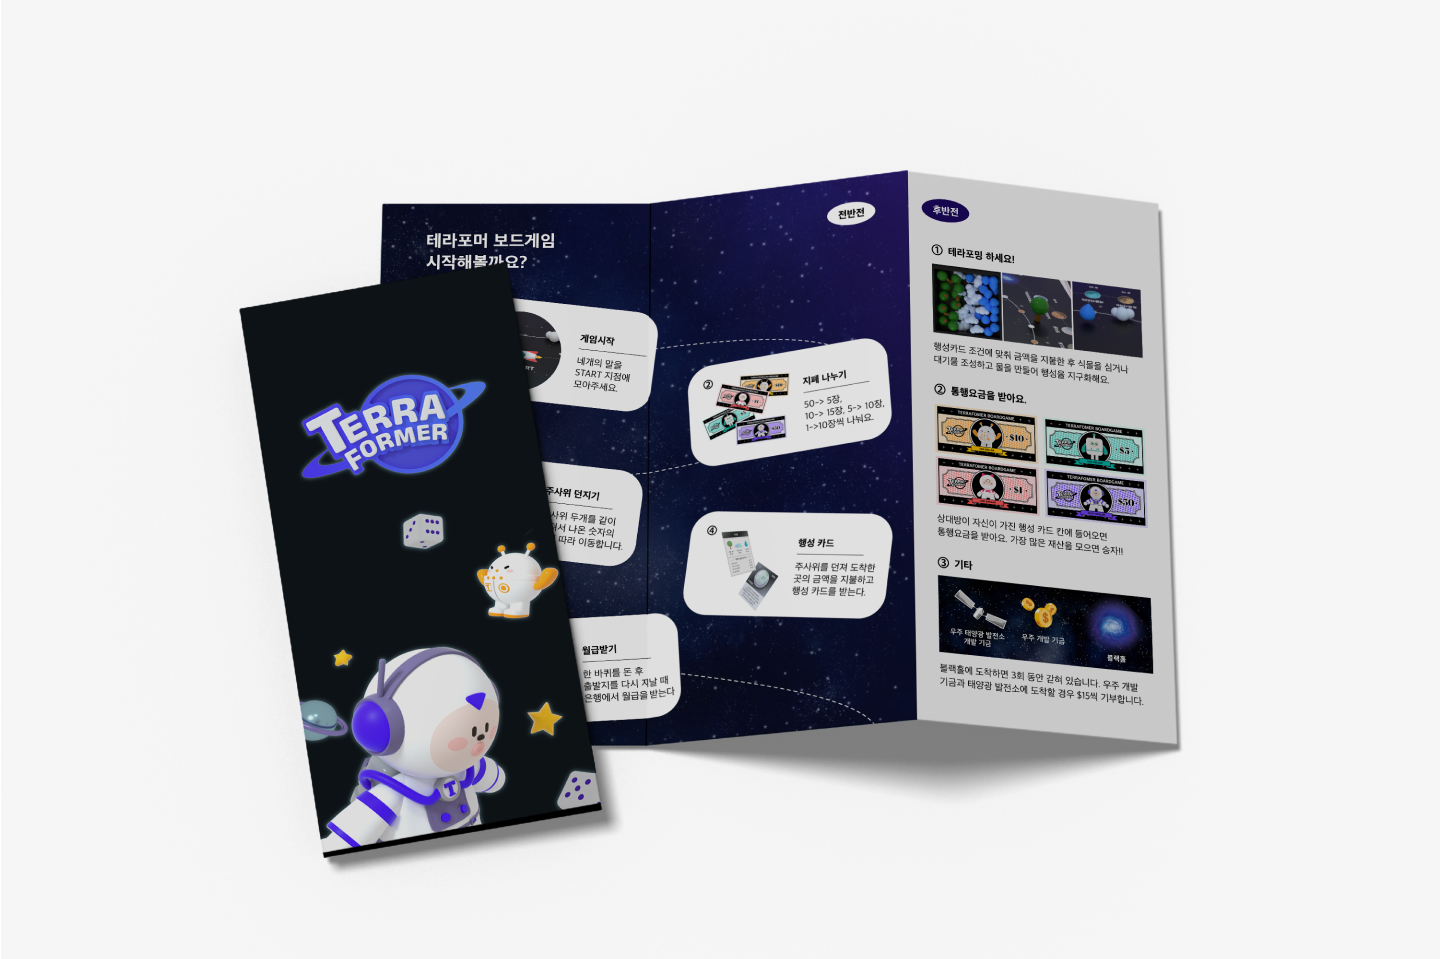 테라포머 보드게임
시작해볼까요?
게임시작
네개의 말을
START 지점에
모아주세요.
주사위 던지기
사위 두개를 같이
나온 숫자의
따라 이동합니다.
월급받기
한 바퀴를 돈 후
출발지를 다시 지날 때
은행에서 월급을 받는다
TERRA
FORMER
T
전반전
②
지폐 나누기
50-> 5장,
10-> 15장, 5-> 10장,
1->10장씩 나눠요.
④
행성 카드
주사위를 던져 도착한
곳의 금액을 지불하고
행성 카드를 받는다.
후반전
① 테라포밍 하세요!
행성카드 조건에 맞춰 금액을 지불한 후 식물을 심거나
대기를 조성하고 물을 만들어 행성을 지구화해요.
② 통행요금을 받아요.
TERRAFOMER BOARDGAME
$10
TERRAFOMER BOARDGAME
$5
TERRAFOMER BOARDGAME
$1
TERRAFOMER BOARDGAME
$50
상대방이 자신이 가진 행성 카드 칸에 들어오면
통행요금을 받아요. 가장 많은 재산을 모으면 승자!!
③ 기타
우주 태양광 발전소
개발 기금
우주 개발 기금
블랙홀
블랙홀에 도착하면 3회 동안 갇혀 있습니다. 우주 개발
기금과 태양광 발전소에 도착할 경우 $15씩 기부합니다.